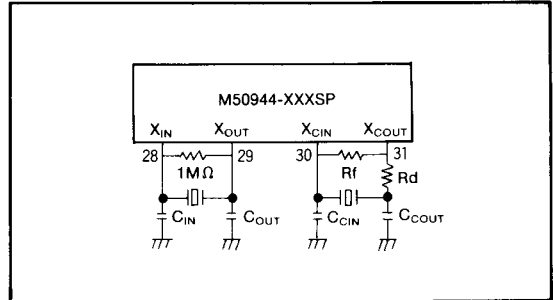 M50944-XXXSP
XIN XOUT XCIN XCOUT
28 29 30 31
1MΩ Rf Rd
CIN COUT CCIN CCOUT